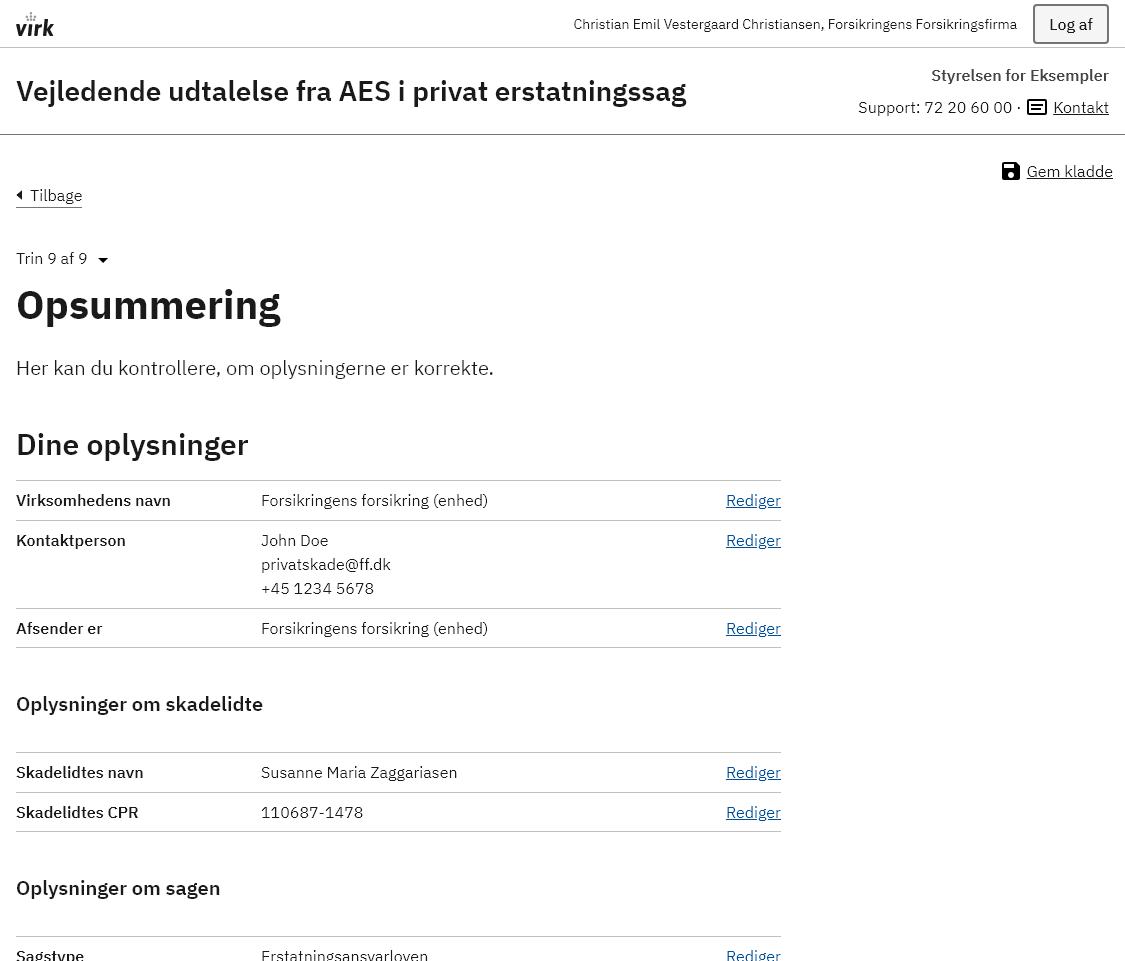 virk
Christian Emil Vestergaard Christiansen, Forsikringens Forsikringsfirma
Log af
Vejledende udtalelse fra AES i privat erstatningssag
Styrelsen for Eksempler
Support: 72 20 60 00 · Kontakt
Gem kladde
Tilbage
Trin 9 af 9
Opsummering
Her kan du kontrollere, om oplysningerne er korrekte.
Dine oplysninger
Virksomhedens navn Forsikringens forsikring (enhed) Rediger
Kontaktperson John Doe Rediger
privatskade@ff.dk
+45 1234 5678
Afsender er Forsikringens forsikring (enhed) Rediger
Oplysninger om skadelidte
Skadelidtes navn Susanne Maria Zaggariasen Rediger
Skadelidtes CPR 110687-1478 Rediger
Oplysninger om sagen
Sagstype Erstatningsansvarloven Rediger